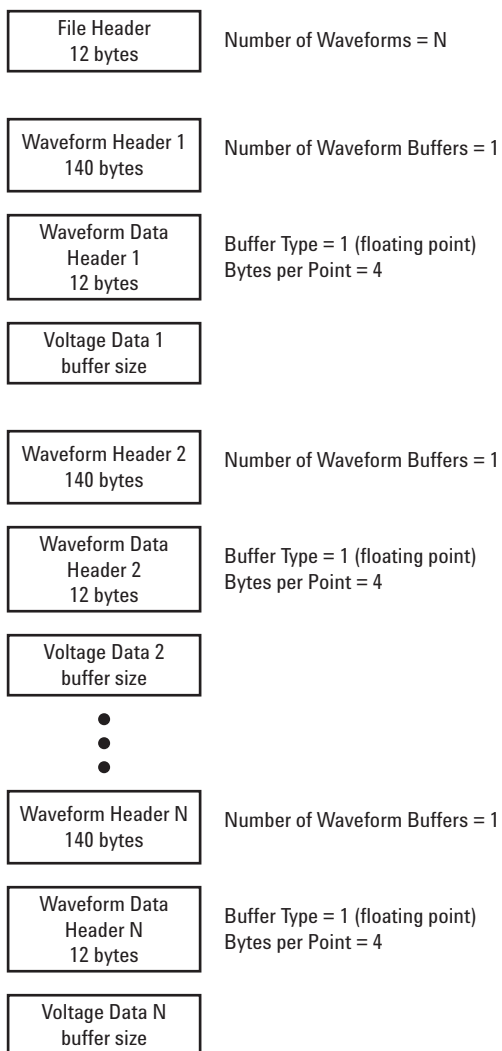 File Header
12 bytes
Number of Waveforms = N
Waveform Header 1
140 bytes
Number of Waveform Buffers = 1
Waveform Data
Header 1
12 bytes
Buffer Type = 1 (floating point)
Bytes per Point = 4
Voltage Data 1
buffer size
Waveform Header 2
140 bytes
Number of Waveform Buffers = 1
Waveform Data
Header 2
12 bytes
Buffer Type = 1 (floating point)
Bytes per Point = 4
Voltage Data 2
buffer size
Waveform Header N
140 bytes
Number of Waveform Buffers = 1
Waveform Data
Header N
12 bytes
Buffer Type = 1 (floating point)
Bytes per Point = 4
Voltage Data N
buffer size